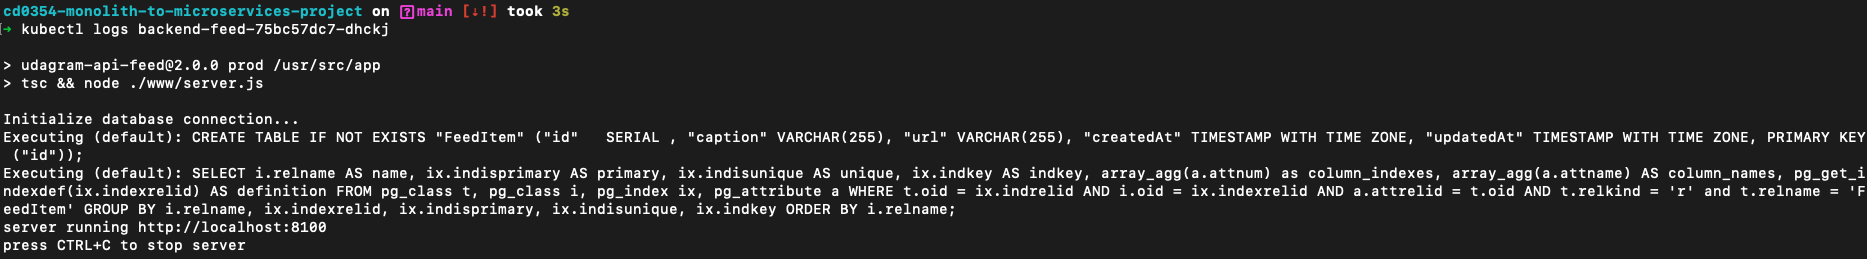 cd0354-monolith-to-microservices-project on main [↓!] took 3s
→ kubectl logs backend-feed-75bc57dc7-dhckj
> udagram-api-feed@2.0.0 prod /usr/src/app
> tsc && node ./www/server.js
Initialize database connection...
Executing (default): CREATE TABLE IF NOT EXISTS "FeedItem" ("id"   SERIAL , "caption" VARCHAR(255), "url" VARCHAR(255), "createdAt" TIMESTAMP WITH TIME ZONE, "updatedAt" TIMESTAMP WITH TIME ZONE, PRIMARY KEY
 ("id"));
Executing (default): SELECT i.relname AS name, ix.indisprimary AS primary, ix.indisunique AS unique, ix.indkey AS indkey, array_agg(a.attnum) as column_indexes, array_agg(a.attname) AS column_names, pg_get_i
ndexdef(ix.indexrelid) AS definition FROM pg_class t, pg_class i, pg_index ix, pg_attribute a WHERE t.oid = ix.indrelid AND i.oid = ix.indexrelid AND a.attrelid = t.oid AND t.relkind = 'r' and t.relname = 'F
eedItem' GROUP BY i.relname, ix.indexrelid, ix.indisprimary, ix.indisunique, ix.indkey ORDER BY i.relname;
server running http://localhost:8100
press CTRL+C to stop server